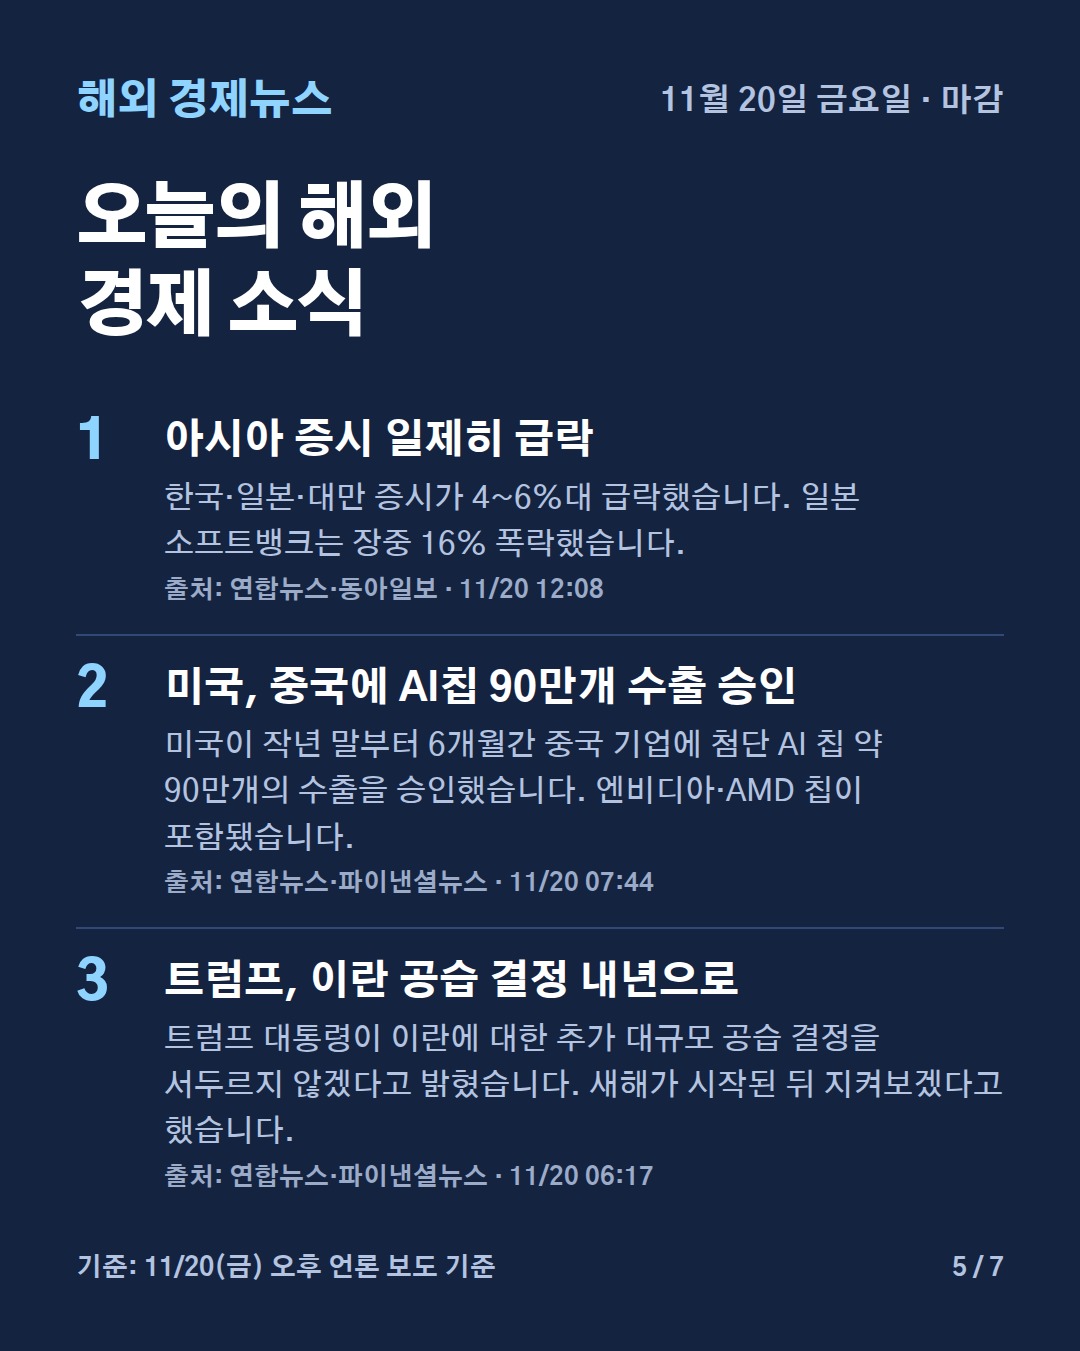 해외 경제뉴스
11월 20일 금요일 · 마감
오늘의 해외
경제 소식
1
아시아 증시 일제히 급락
한국·일본·대만 증시가 4~6%대 급락했습니다. 일본
소프트뱅크는 장중 16% 폭락했습니다.
출처: 연합뉴스·동아일보 · 11/20 12:08
2
미국, 중국에 AI칩 90만개 수출 승인
미국이 작년 말부터 6개월간 중국 기업에 첨단 AI 칩 약
90만개의 수출을 승인했습니다. 엔비디아·AMD 칩이
포함됐습니다.
출처: 연합뉴스·파이낸셜뉴스 · 11/20 07:44
3
트럼프, 이란 공습 결정 내년으로
트럼프 대통령이 이란에 대한 추가 대규모 공습 결정을
서두르지 않겠다고 밝혔습니다. 새해가 시작된 뒤 지켜보겠다고
했습니다.
출처: 연합뉴스·파이낸셜뉴스 · 11/20 06:17
기준: 11/20(금) 오후 언론 보도 기준
5 / 7